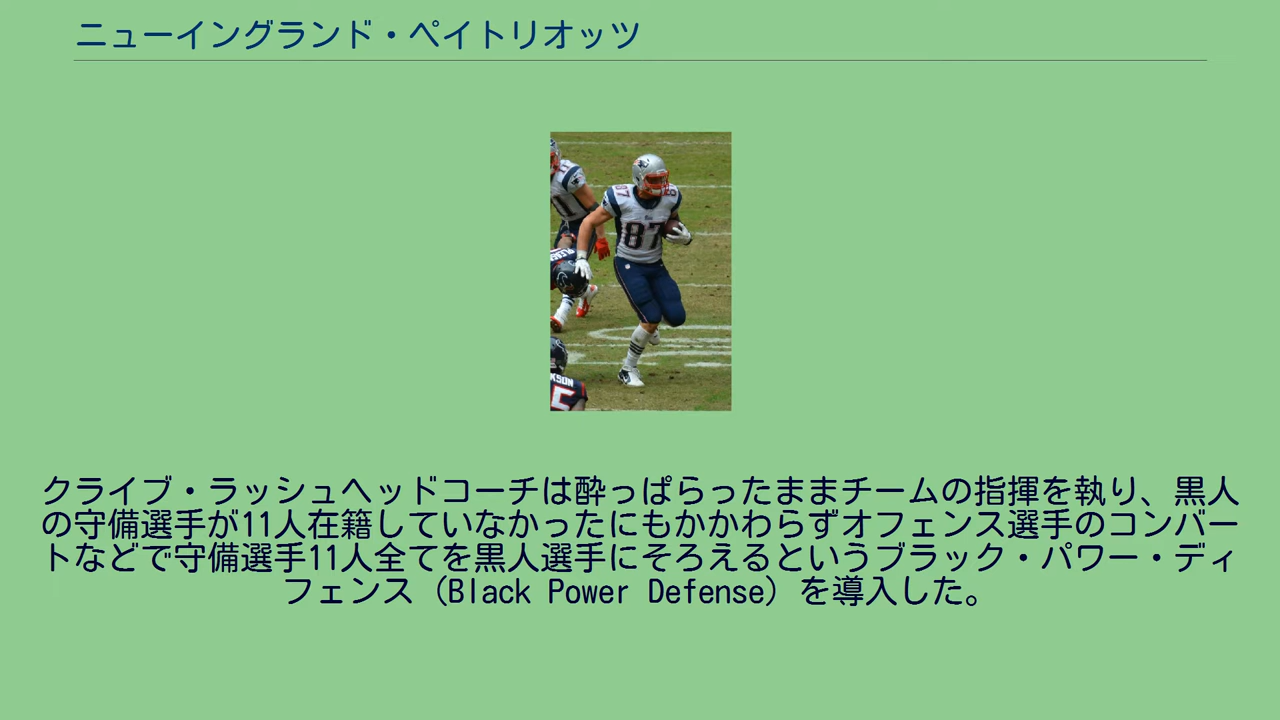 ニューイングランド・ペイトリオッツ
87
87
KSON
5
クライブ・ラッシュヘッドコーチは酔っぱらったままチームの指揮を執り、黒人
の守備選手が11人在籍していなかったにもかかわらずオフェンス選手のコンバー
トなどで守備選手11人全てを黒人選手にそろえるというブラック・パワー・ディ
フェンス（Black Power Defense）を導入した。